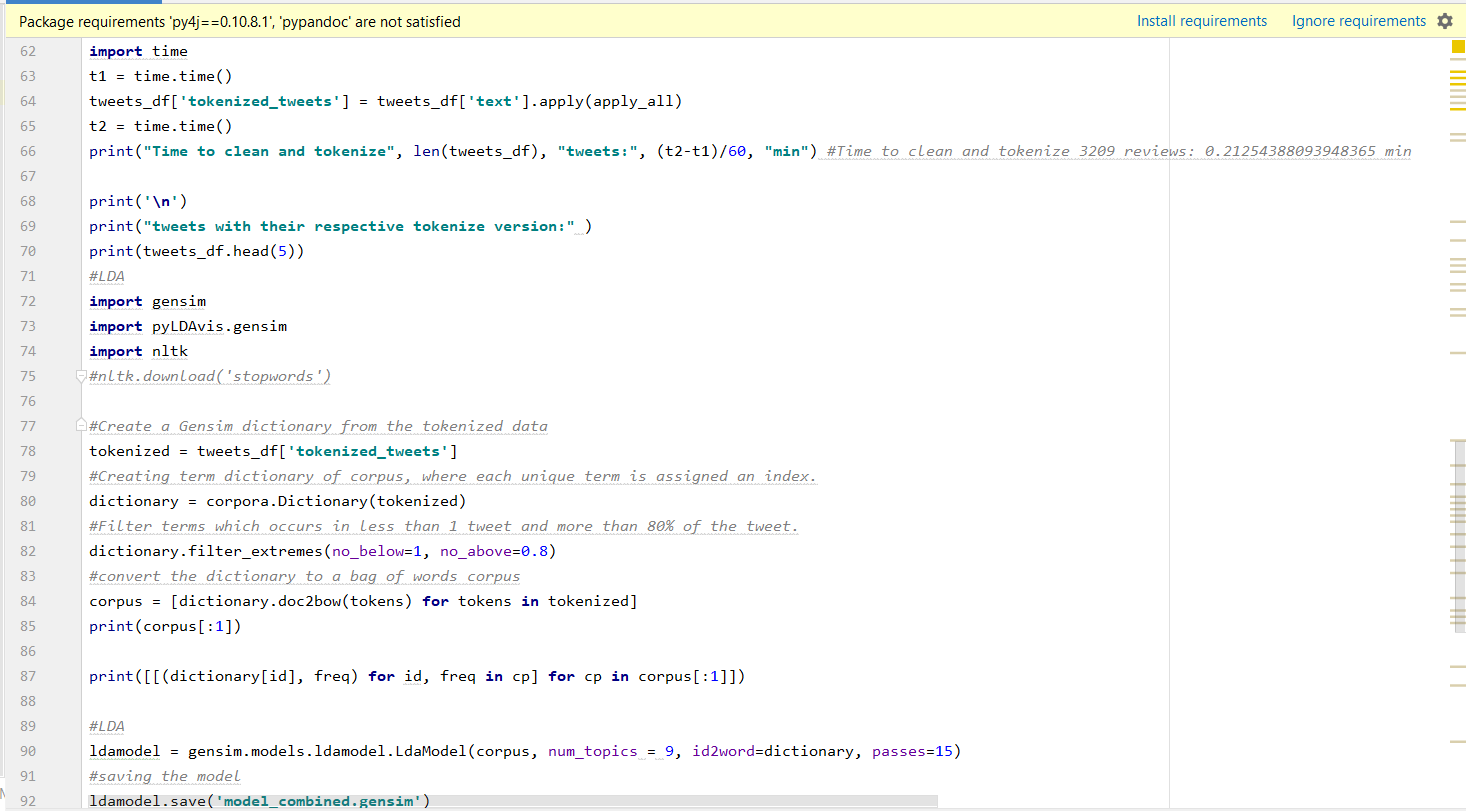 Package requirements 'py4j==0.10.8.1', 'pypandoc' are not satisfied Install requirements Ignore requirements
62 import time
63 t1 = time.time()
64 tweets_df['tokenized_tweets'] = tweets_df['text'].apply(apply_all)
65 t2 = time.time()
66 print("Time to clean and tokenize", len(tweets_df), "tweets:", (t2-t1)/60, "min") #Time to clean and tokenize 3209 reviews: 0.21254388093948365 min
67
68 print('\n')
69 print("tweets with their respective tokenize version:" )
70 print(tweets_df.head(5))
71 #LDA
72 import gensim
73 import pyLDAvis.gensim
74 import nltk
75 #nltk.download('stopwords')
76
77 #Create a Gensim dictionary from the tokenized data
78 tokenized = tweets_df['tokenized_tweets']
79 #Creating term dictionary of corpus, where each unique term is assigned an index.
80 dictionary = corpora.Dictionary(tokenized)
81 #Filter terms which occurs in less than 1 tweet and more than 80% of the tweet.
82 dictionary.filter_extremes(no_below=1, no_above=0.8)
83 #convert the dictionary to a bag of words corpus
84 corpus = [dictionary.doc2bow(tokens) for tokens in tokenized]
85 print(corpus[:1])
86
87 print([[(dictionary[id], freq) for id, freq in cp] for cp in corpus[:1]])
88
89 #LDA
90 ldamodel = gensim.models.ldamodel.LdaModel(corpus, num_topics = 9, id2word=dictionary, passes=15)
91 #saving the model
92 ldamodel.save('model_combined.gensim')